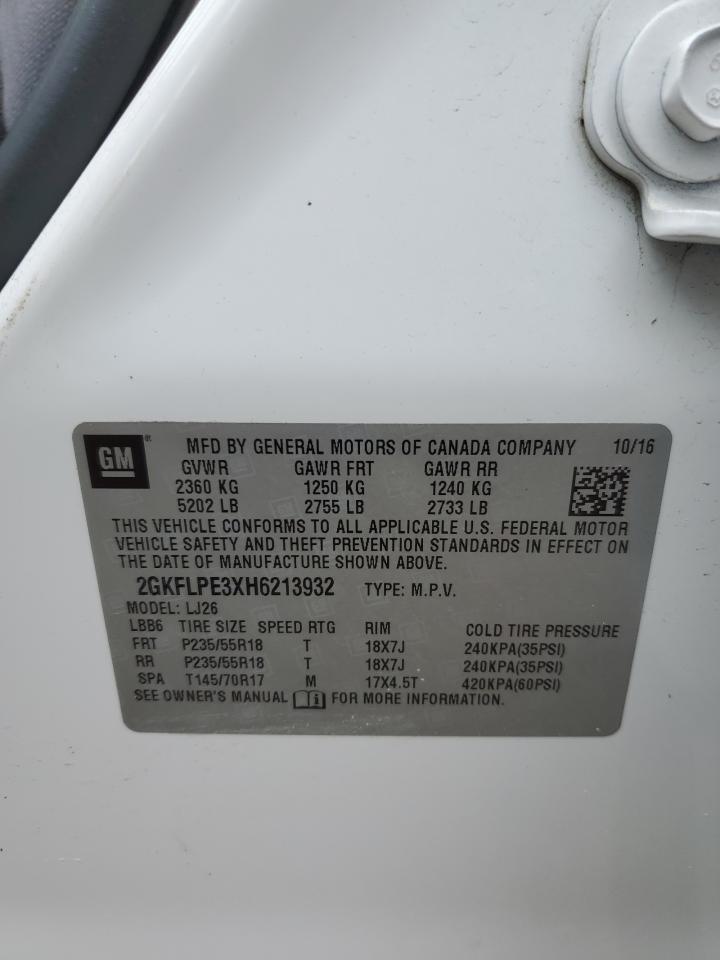 GM® MFD BY GENERAL MOTORS OF CANADA COMPANY 10/16
GVWR GAWR FRT GAWR RR
2360 KG 1250 KG 1240 KG
5202 LB 2755 LB 2733 LB
THIS VEHICLE CONFORMS TO ALL APPLICABLE U.S. FEDERAL MOTOR
VEHICLE SAFETY AND THEFT PREVENTION STANDARDS IN EFFECT ON
THE DATE OF MANUFACTURE SHOWN ABOVE.
2GKFLPE3XH6213932 TYPE: M.P.V.
MODEL: LJ26
LBB6 TIRE SIZE SPEED RTG RIM COLD TIRE PRESSURE
FRT P235/55R18 T 18X7J 240KPA(35PSI)
RR P235/55R18 T 18X7J 240KPA(35PSI)
SPA T145/70R17 M 17X4.5T 420KPA(60PSI)
SEE OWNER'S MANUAL FOR MORE INFORMATION.